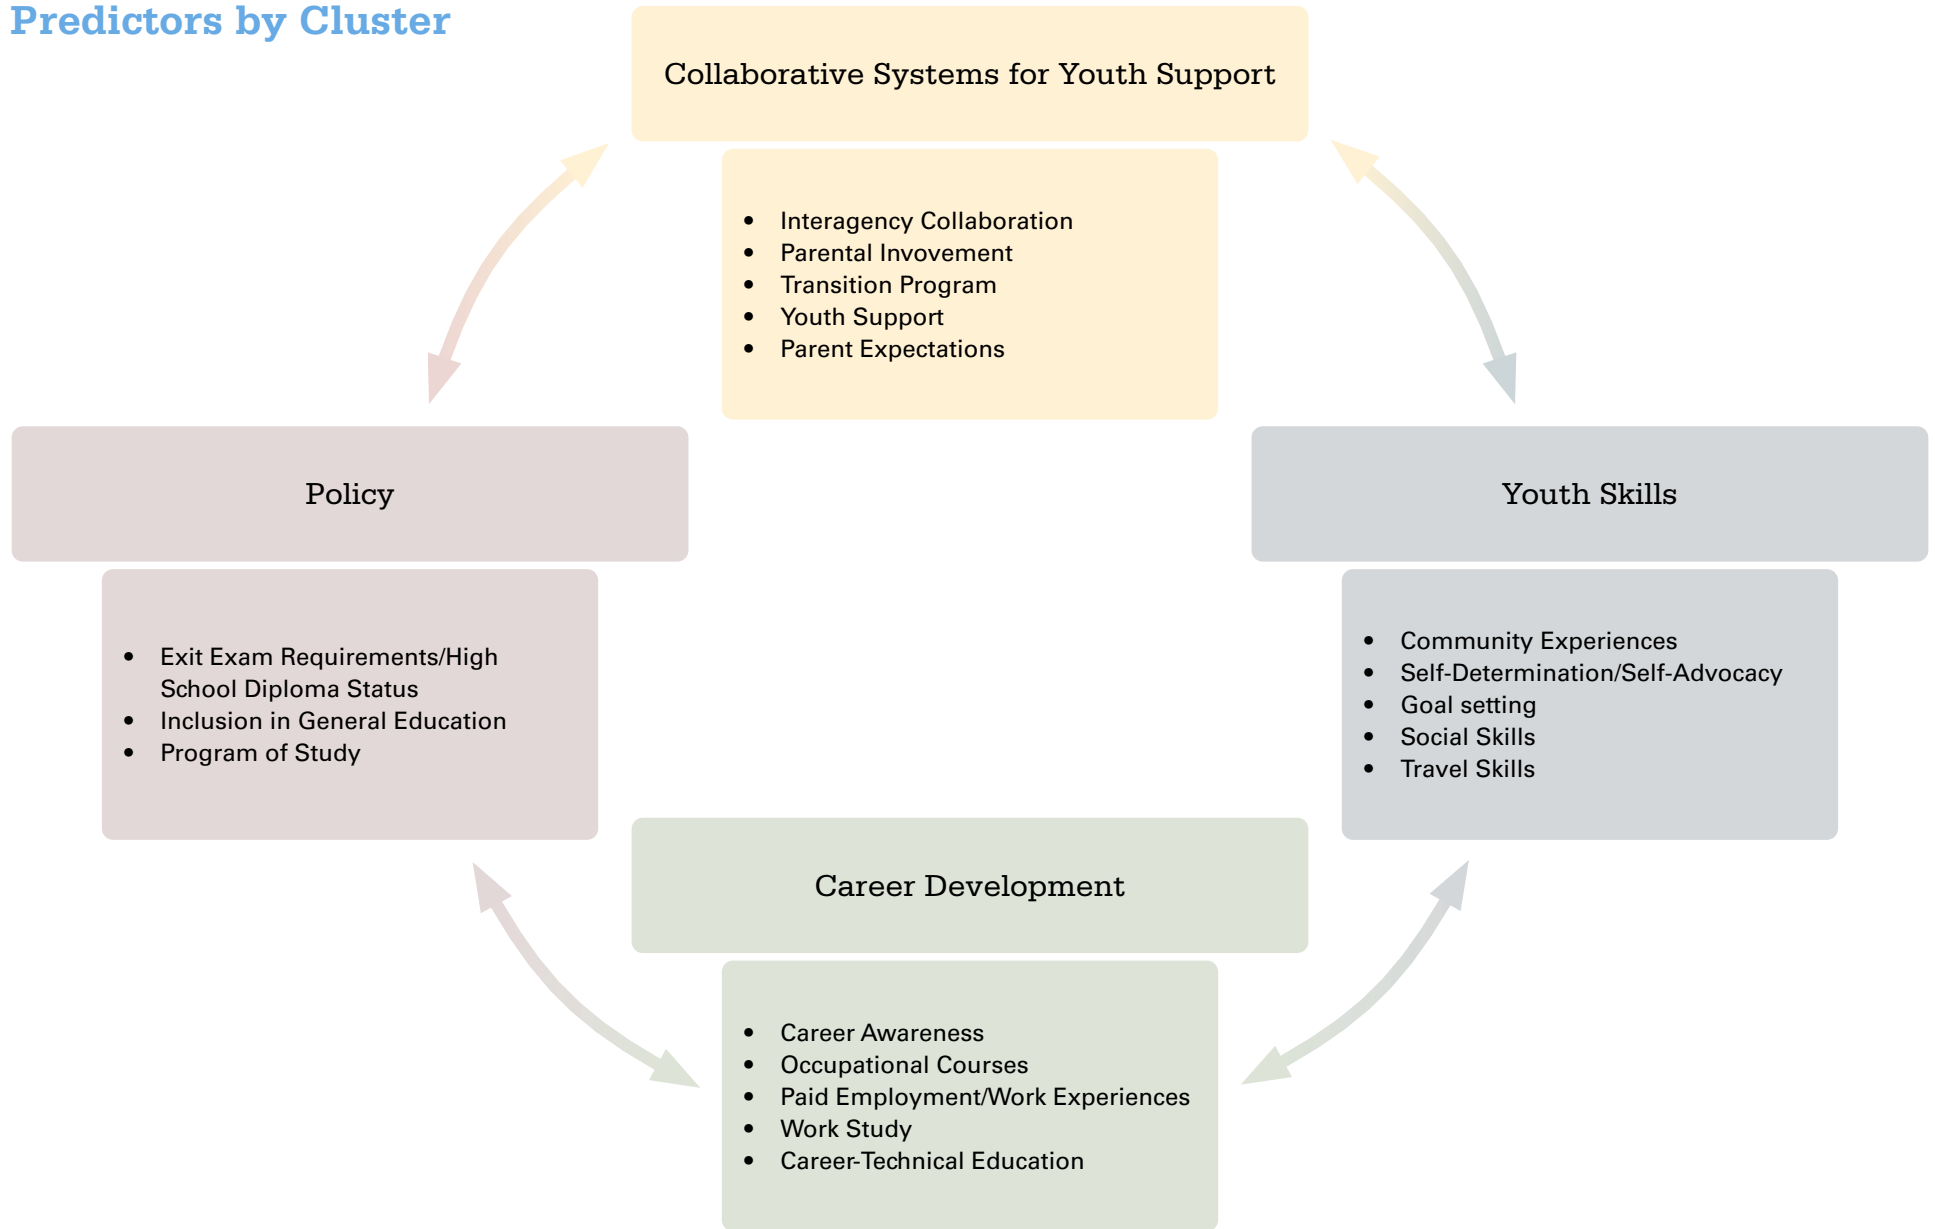 Predictors by Cluster
Collaborative Systems for Youth Support
• Interagency Collaboration
• Parental Invovement
• Transition Program
• Youth Support
• Parent Expectations
Policy
• Exit Exam Requirements/High
School Diploma Status
• Inclusion in General Education
• Program of Study
Youth Skills
• Community Experiences
• Self-Determination/Self-Advocacy
• Goal setting
• Social Skills
• Travel Skills
Career Development
• Career Awareness
• Occupational Courses
• Paid Employment/Work Experiences
• Work Study
• Career-Technical Education